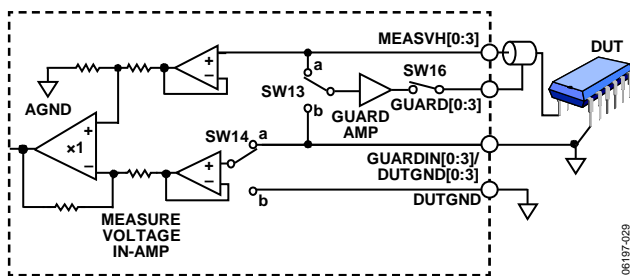 MEASVH[0:3]
DUT
a
SW13
SW16
AGND
b
GUARD
AMP
GUARD[0:3]
+
−
+
×1
−
SW14
a
+
−
b
GUARDIN[0:3]/
DUTGND[0:3]
DUTGND
MEASURE
VOLTAGE
IN-AMP
06197-029